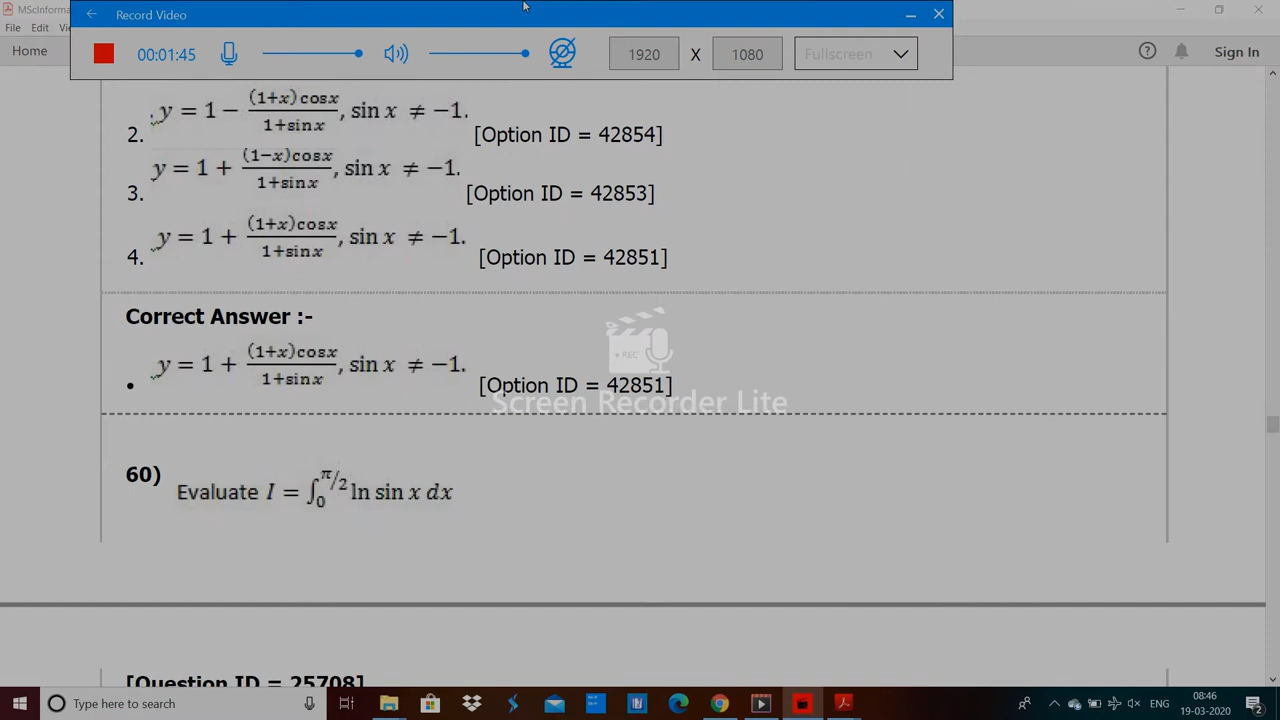 MScInform
Record Video
File Edit Vi
00:01:45
1920 X 1080 Fullscreen
Home
Sign In
2. y = 1 − (1+x)cosx / 1+sinx, sin x ≠ −1. [Option ID = 42854]
3. y = 1 + (1−x)cosx / 1+sinx, sin x ≠ −1. [Option ID = 42853]
4. y = 1 + (1+x)cosx / 1+sinx, sin x ≠ −1. [Option ID = 42851]
Correct Answer :-
• REC
• y = 1 + (1+x)cosx / 1+sinx, sin x ≠ −1. [Option ID = 42851]
Screen Recorder Lite
60) Evaluate I = ∫₀^π/2 ln sin x dx
[Question ID = 25708]
Type here to search
ENG
08:46
19-03-2020
2